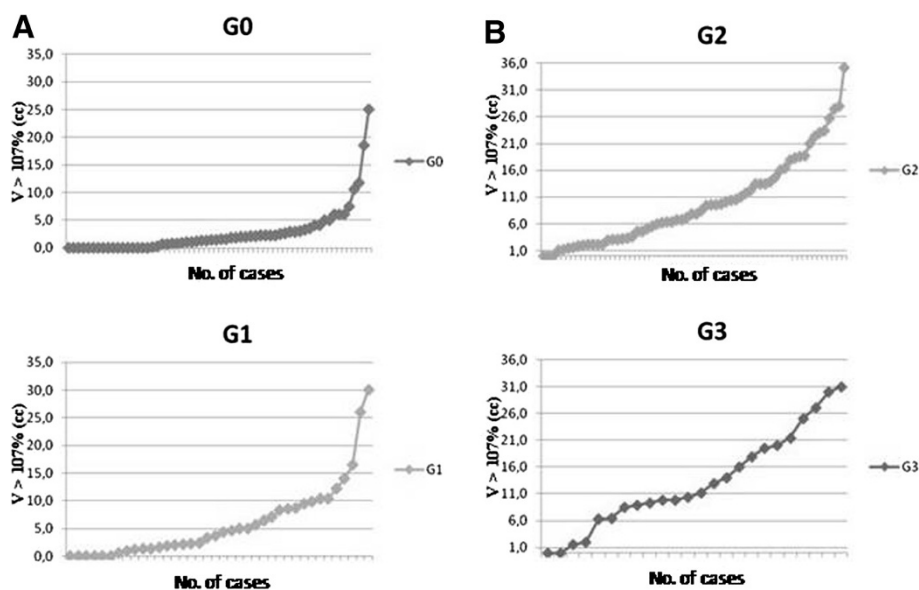 A
G0
35,0
30,0
25,0
20,0
15,0
10,0
5,0
0,0
V > 107% (cc)
No. of cases
G0
B
G2
36,0
31,0
26,0
21,0
16,0
11,0
6,0
1,0
V > 107% (cc)
No. of cases
G2
G1
35,0
30,0
25,0
20,0
15,0
10,0
5,0
0,0
V > 107% (cc)
No. of cases
G1
G3
36,0
31,0
26,0
21,0
16,0
11,0
6,0
1,0
V > 107% (cc)
No. of cases
G3